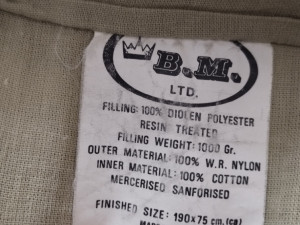 B.M.
LTD.
FILLING: 100% DIOLEN POLYESTER
RESIN TREATED
FILLING WEIGHT: 1000 Gr.
OUTER MATERIAL: 100% W.R. NYLON
INNER MATERIAL: 100% COTTON
MERCERISED SANFORISED
FINISHED SIZE: 190x75 cm. (ca)